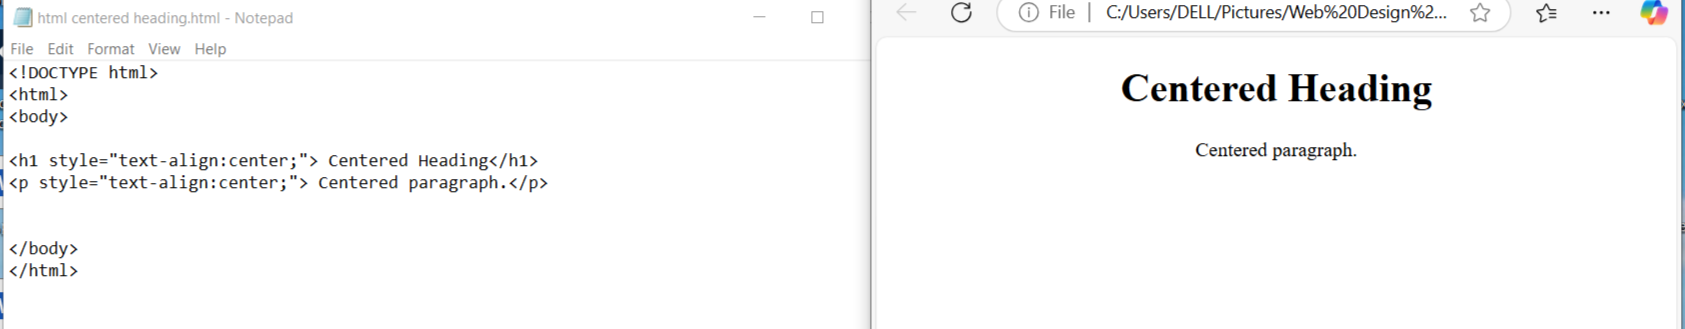 html centered heading.html - Notepad
File Edit Format View Help
<!DOCTYPE html>
<html>
<body>
<h1 style="text-align:center;"> Centered Heading</h1>
<p style="text-align:center;"> Centered paragraph.</p>
</body>
</html>
File | C:/Users/DELL/Pictures/Web%20Design%2...
Centered Heading
Centered paragraph.